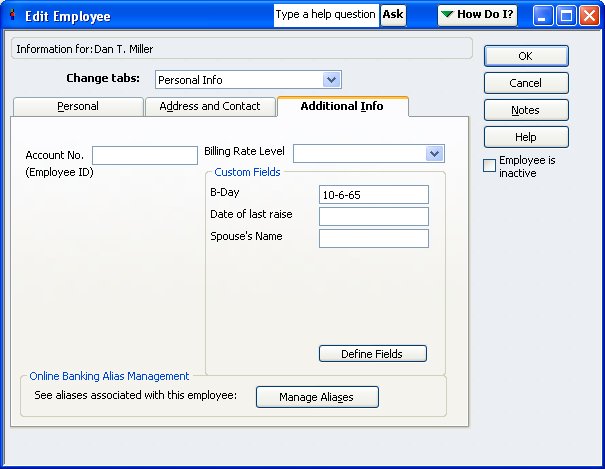 Edit Employee
Type a help question Ask
How Do I?
Information for: Dan T. Miller
Change tabs: Personal Info
OK
Cancel
Notes
Help
Employee is
inactive
Personal
Address and Contact
Additional Info
Account No.
(Employee ID)
Billing Rate Level
Custom Fields
B-Day 10-6-65
Date of last raise
Spouse's Name
Define Fields
Online Banking Alias Management
See aliases associated with this employee: Manage Aliases